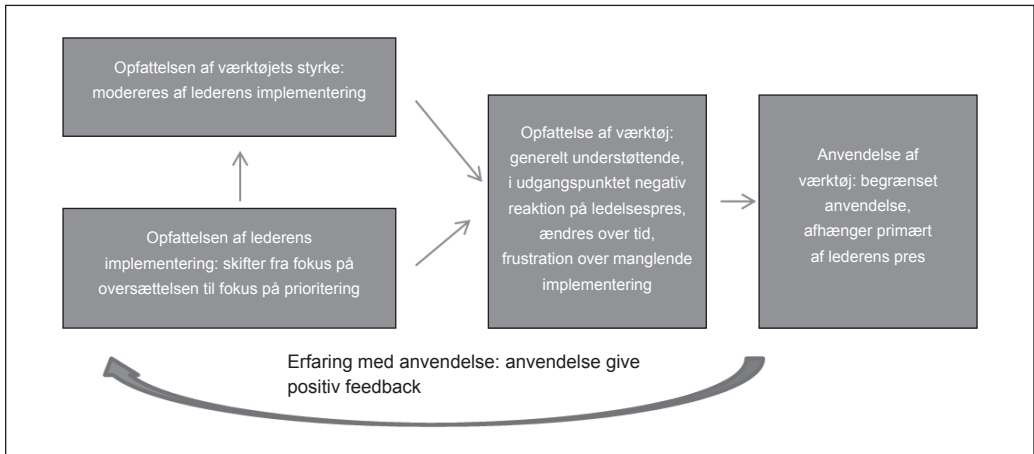 Opfattelsen af værktøjets styrke:
modereres af lederens implementering
Opfattelsen af lederens
implementering: skifter fra fokus på
oversættelsen til fokus på prioritering
Opfattelse af værktøj:
generelt understøttende,
i udgangspunktet negativ
reaktion på ledelsespres,
ændres over tid,
frustration over manglende
implementering
Anvendelse af
værktøj: begrænset
anvendelse,
afhænger primært
af lederens pres
Erfaring med anvendelse: anvendelse give
positiv feedback